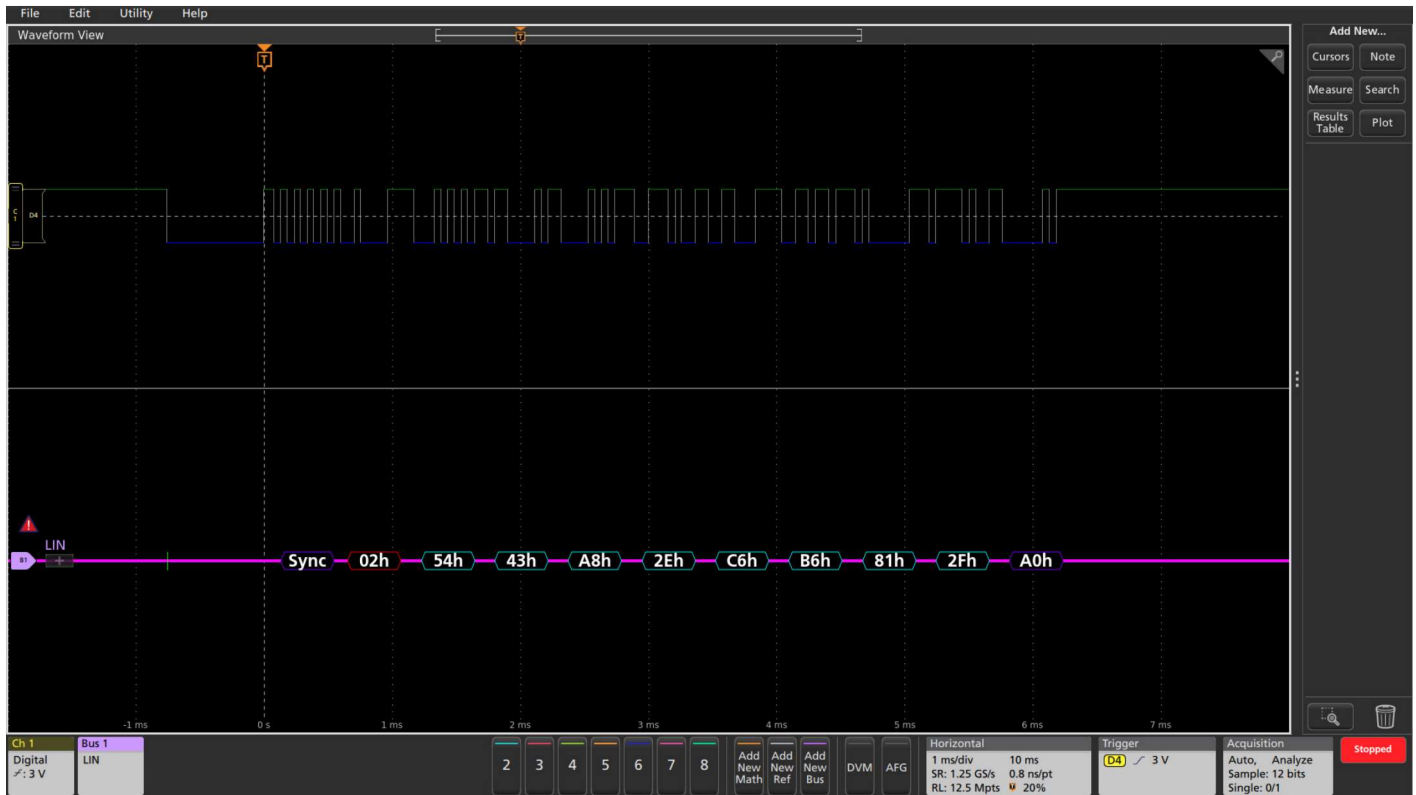 File Edit Utility Help
Waveform View
Add New...
Cursors Note
Measure Search
Results Table Plot
T
T
C 1
D4
!
LIN
B1
Sync 02h 54h 43h A8h 2Eh C6h B6h 81h 2Fh A0h
-1 ms 0 s 1 ms 2 ms 3 ms 4 ms 5 ms 6 ms 7 ms
Ch 1
Digital
: 3 V
Bus 1
LIN
2 3 4 5 6 7 8
Add New Math
Add New Ref
Add New Bus
DVM AFG
Horizontal
1 ms/div 10 ms
SR: 1.25 GS/s 0.8 ns/pt
RL: 12.5 Mpts T 20%
Trigger
D4 3 V
Acquisition
Auto, Analyze
Sample: 12 bits
Single: 0/1
Stopped